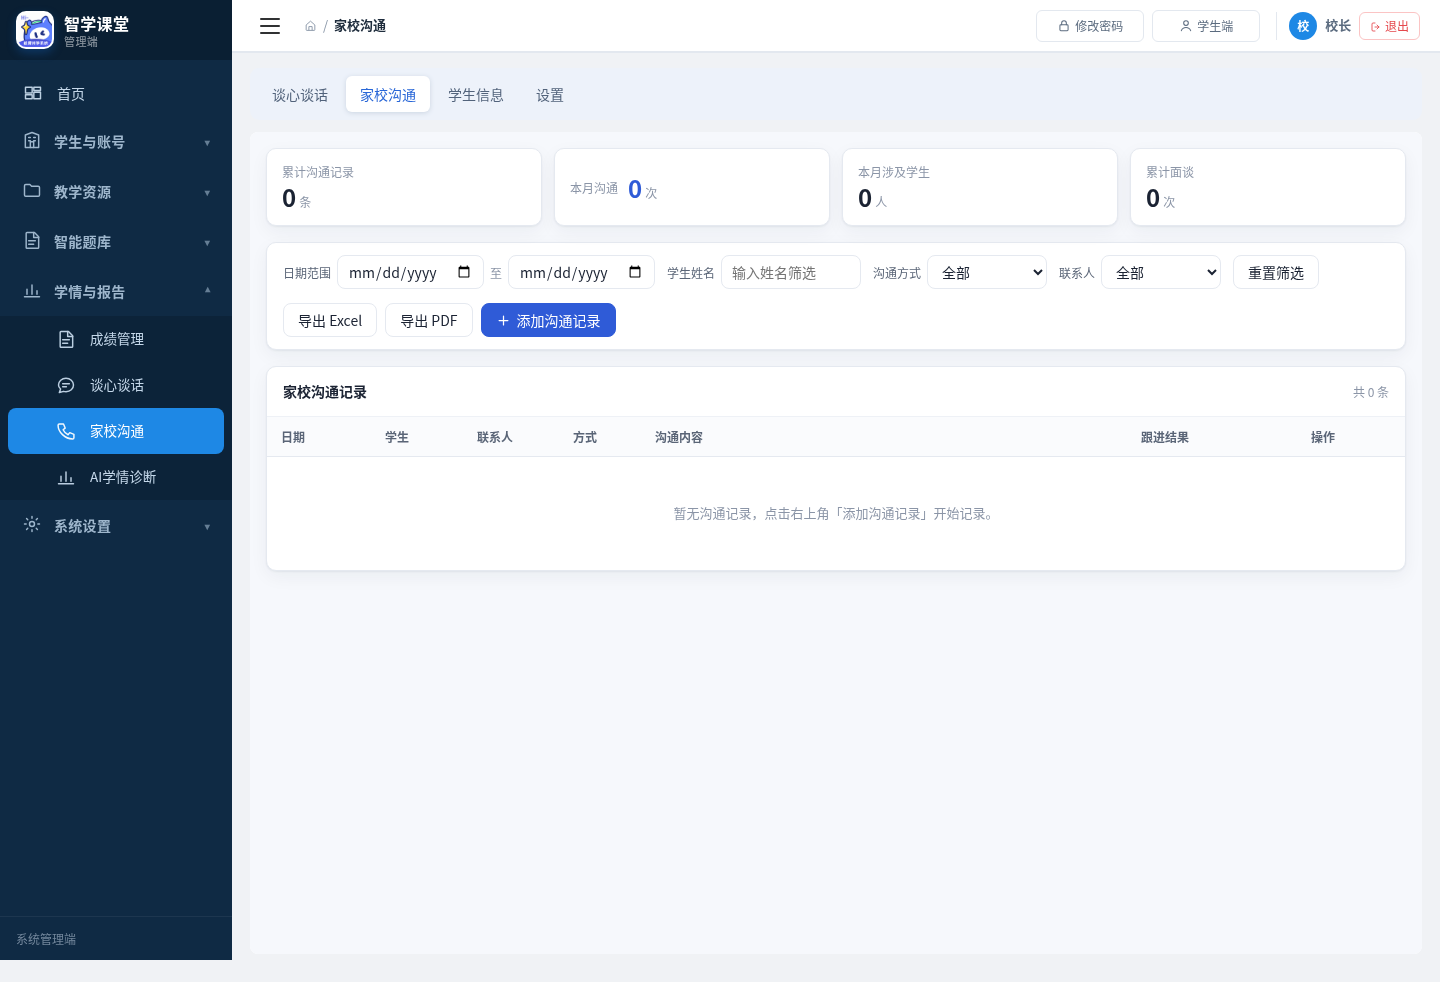 智学课堂
管理端
首页
学生与账号
教学资源
智能题库
学情与报告
成绩管理
谈心谈话
家校沟通
AI学情诊断
系统设置
系统管理端
/ 家校沟通
修改密码
学生端
校
校长
退出
谈心谈话
家校沟通
学生信息
设置
累计沟通记录
0 条
本月沟通 0 次
本月涉及学生
0 人
累计面谈
0 次
日期范围 mm/dd/yyyy 至 mm/dd/yyyy 学生姓名 输入姓名筛选 沟通方式 全部 联系人 全部 重置筛选
导出 Excel 导出 PDF + 添加沟通记录
家校沟通记录 共 0 条
日期 学生 联系人 方式 沟通内容 跟进结果 操作
暂无沟通记录，点击右上角「添加沟通记录」开始记录。